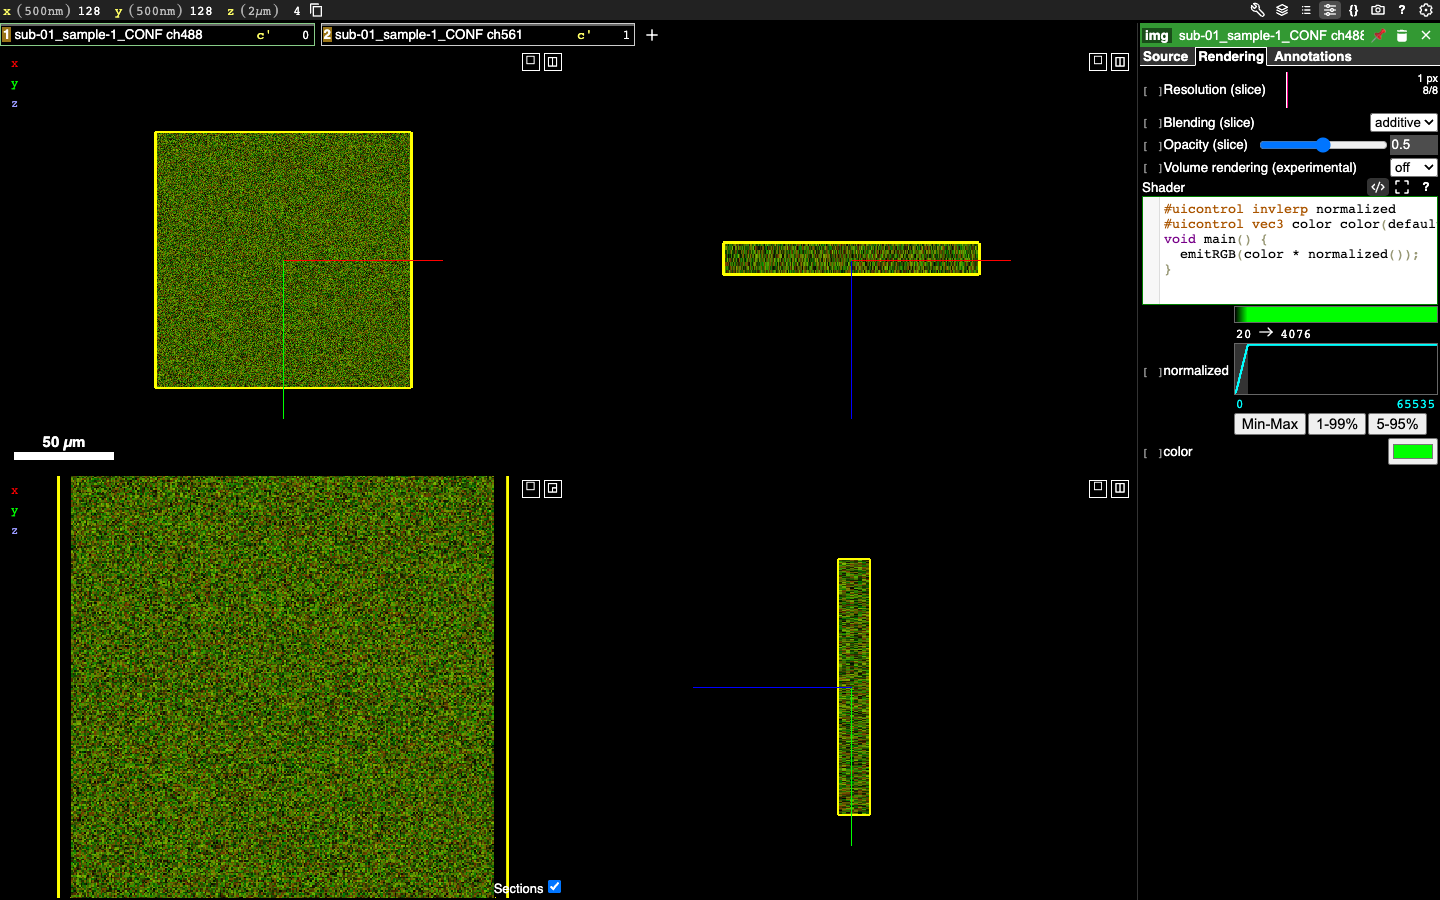 x (500nm) 128 y (500nm) 128 z (2µm) 4
1 sub-01_sample-1_CONF ch488 c' 0
2 sub-01_sample-1_CONF ch561 c' 1
x
y
z
50 µm
x
y
z
Sections
img sub-01_sample-1_CONF ch488
Source Rendering Annotations
[ ]Resolution (slice)
1 px
8/8
[ ]Blending (slice) additive
[ ]Opacity (slice) 0.5
[ ]Volume rendering (experimental) off
Shader </> ?
#uicontrol invlerp normalized
#uicontrol vec3 color color(defaul
void main() {
emitRGB(color * normalized());
}
20 → 4076
[ ]normalized
0 65535
Min-Max 1-99% 5-95%
[ ]color